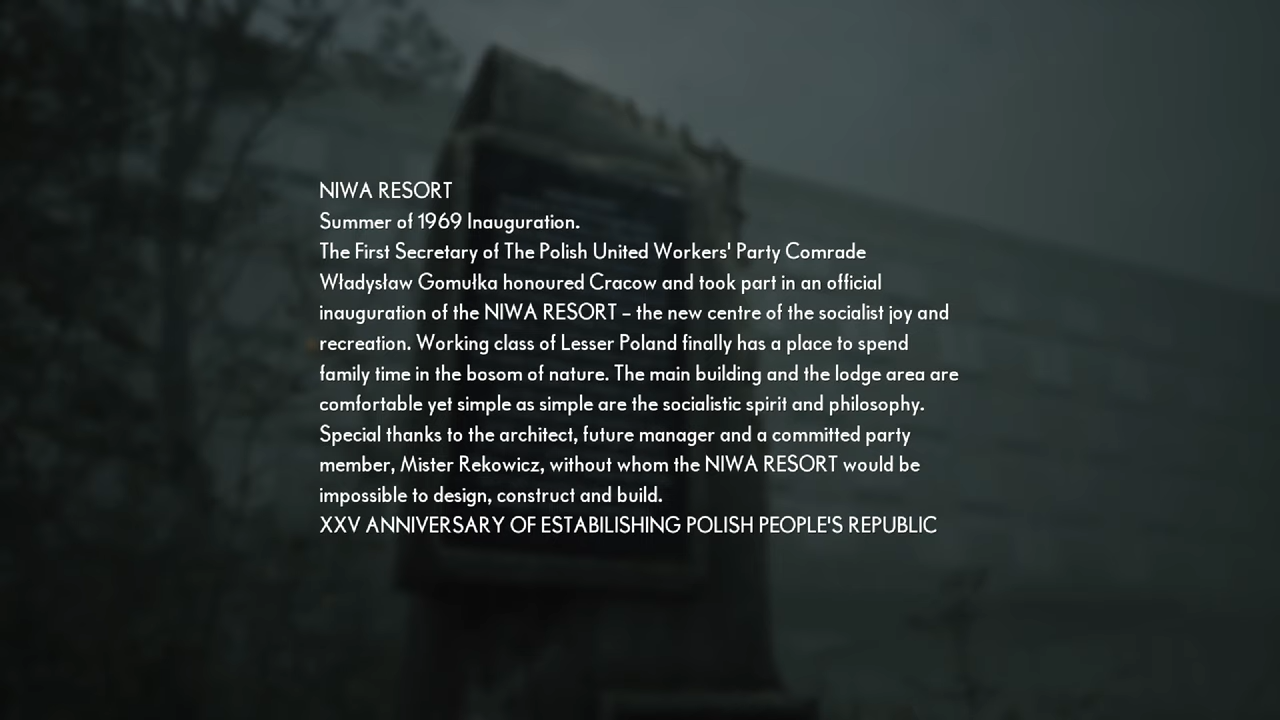 NIWA RESORT
Summer of 1969 Inauguration.
The First Secretary of The Polish United Workers' Party Comrade
Władysław Gomułka honoured Cracow and took part in an official
inauguration of the NIWA RESORT – the new centre of the socialist joy and
recreation. Working class of Lesser Poland finally has a place to spend
family time in the bosom of nature. The main building and the lodge area are
comfortable yet simple as simple are the socialistic spirit and philosophy.
Special thanks to the architect, future manager and a committed party
member, Mister Rekowicz, without whom the NIWA RESORT would be
impossible to design, construct and build.
XXV ANNIVERSARY OF ESTABILISHING POLISH PEOPLE'S REPUBLIC